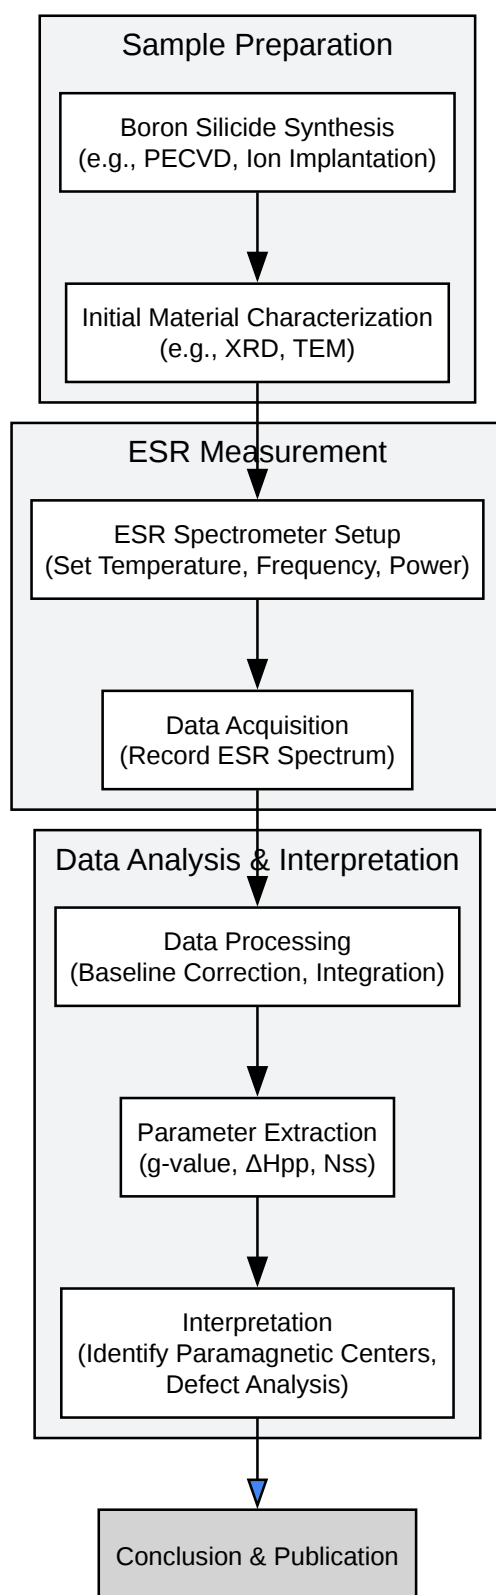 Sample Preparation
Boron Silicide Synthesis
(e.g., PECVD, Ion Implantation)
Initial Material Characterization
(e.g., XRD, TEM)
ESR Measurement
ESR Spectrometer Setup
(Set Temperature, Frequency, Power)
Data Acquisition
(Record ESR Spectrum)
Data Analysis & Interpretation
Data Processing
(Baseline Correction, Integration)
Parameter Extraction
(g-value, ΔHpp, Nss)
Interpretation
(Identify Paramagnetic Centers,
Defect Analysis)
Conclusion & Publication